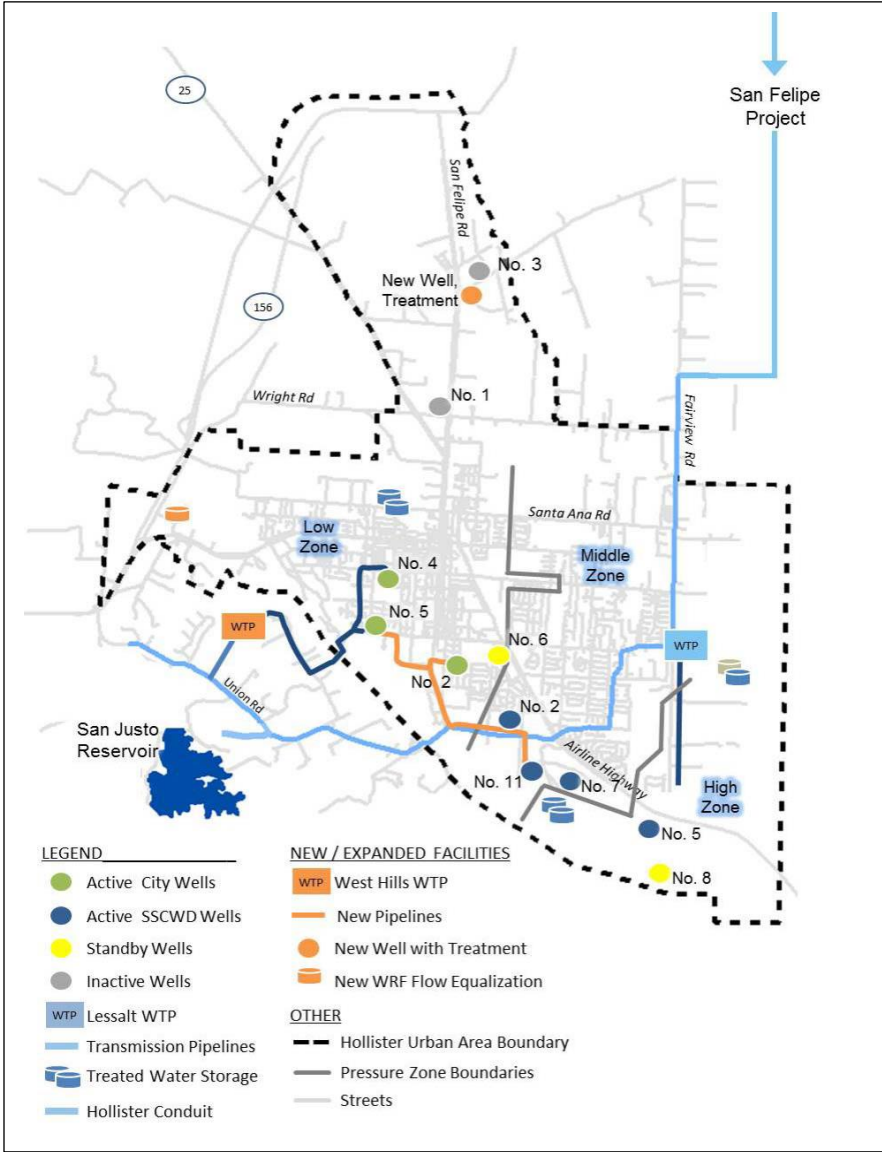 San Felipe
Project
25
San Felipe Rd
No. 3
New Well,
Treatment
156
Wright Rd
No. 1
Fairview Rd
Santa Ana Rd
Low
Zone
Middle
Zone
No. 4
No. 5
WTP
No. 6
WTP
No. 2
Union Rd
No. 2
San Justo
Reservoir
Airline Highway
No. 11
No. 7
High
Zone
No. 5
No. 8
LEGEND
Active City Wells
Active SSCWD Wells
Standby Wells
Inactive Wells
WTP Lessalt WTP
Transmission Pipelines
Treated Water Storage
Hollister Conduit
NEW / EXPANDED FACILITIES
WTP West Hills WTP
New Pipelines
New Well with Treatment
New WRF Flow Equalization
OTHER
Hollister Urban Area Boundary
Pressure Zone Boundaries
Streets